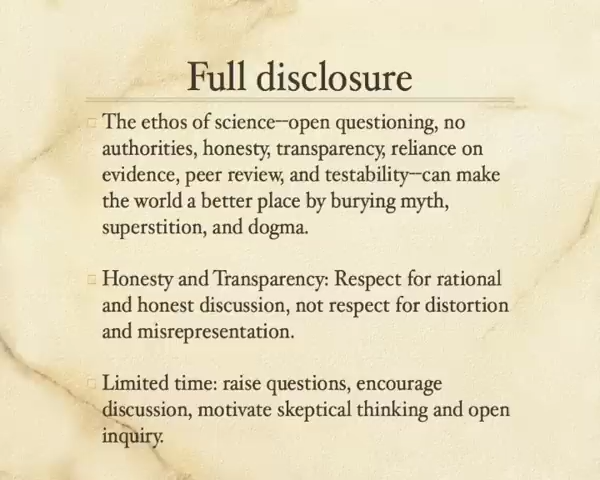 Full disclosure
The ethos of science—open questioning, no
authorities, honesty, transparency, reliance on
evidence, peer review, and testability—can make
the world a better place by burying myth,
superstition, and dogma.
Honesty and Transparency: Respect for rational
and honest discussion, not respect for distortion
and misrepresentation.
Limited time: raise questions, encourage
discussion, motivate skeptical thinking and open
inquiry.